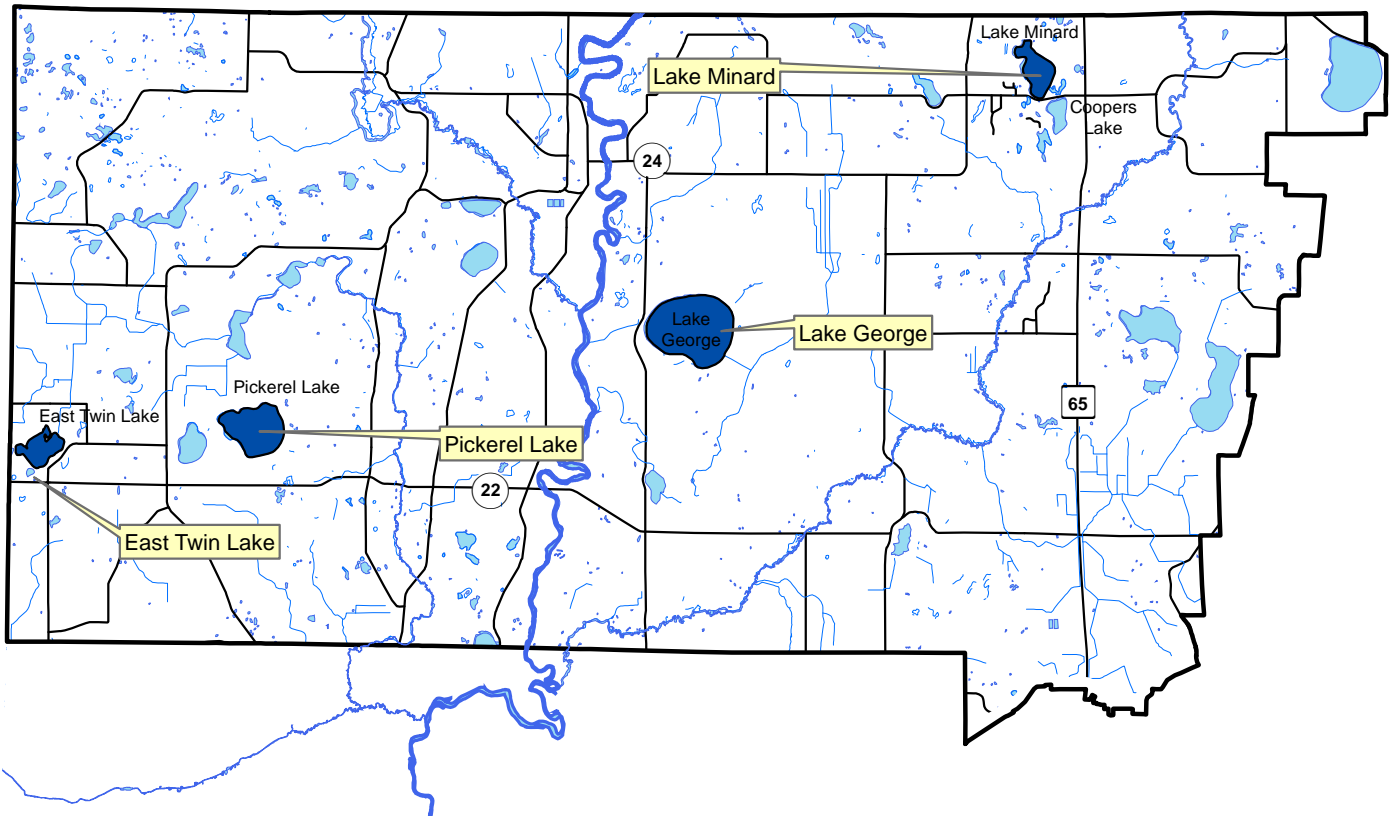 Lake Minard
Lake Minard
Coopers
Lake
24
Lake
George
Lake George
Pickerel Lake
65
East Twin Lake
Pickerel Lake
22
East Twin Lake